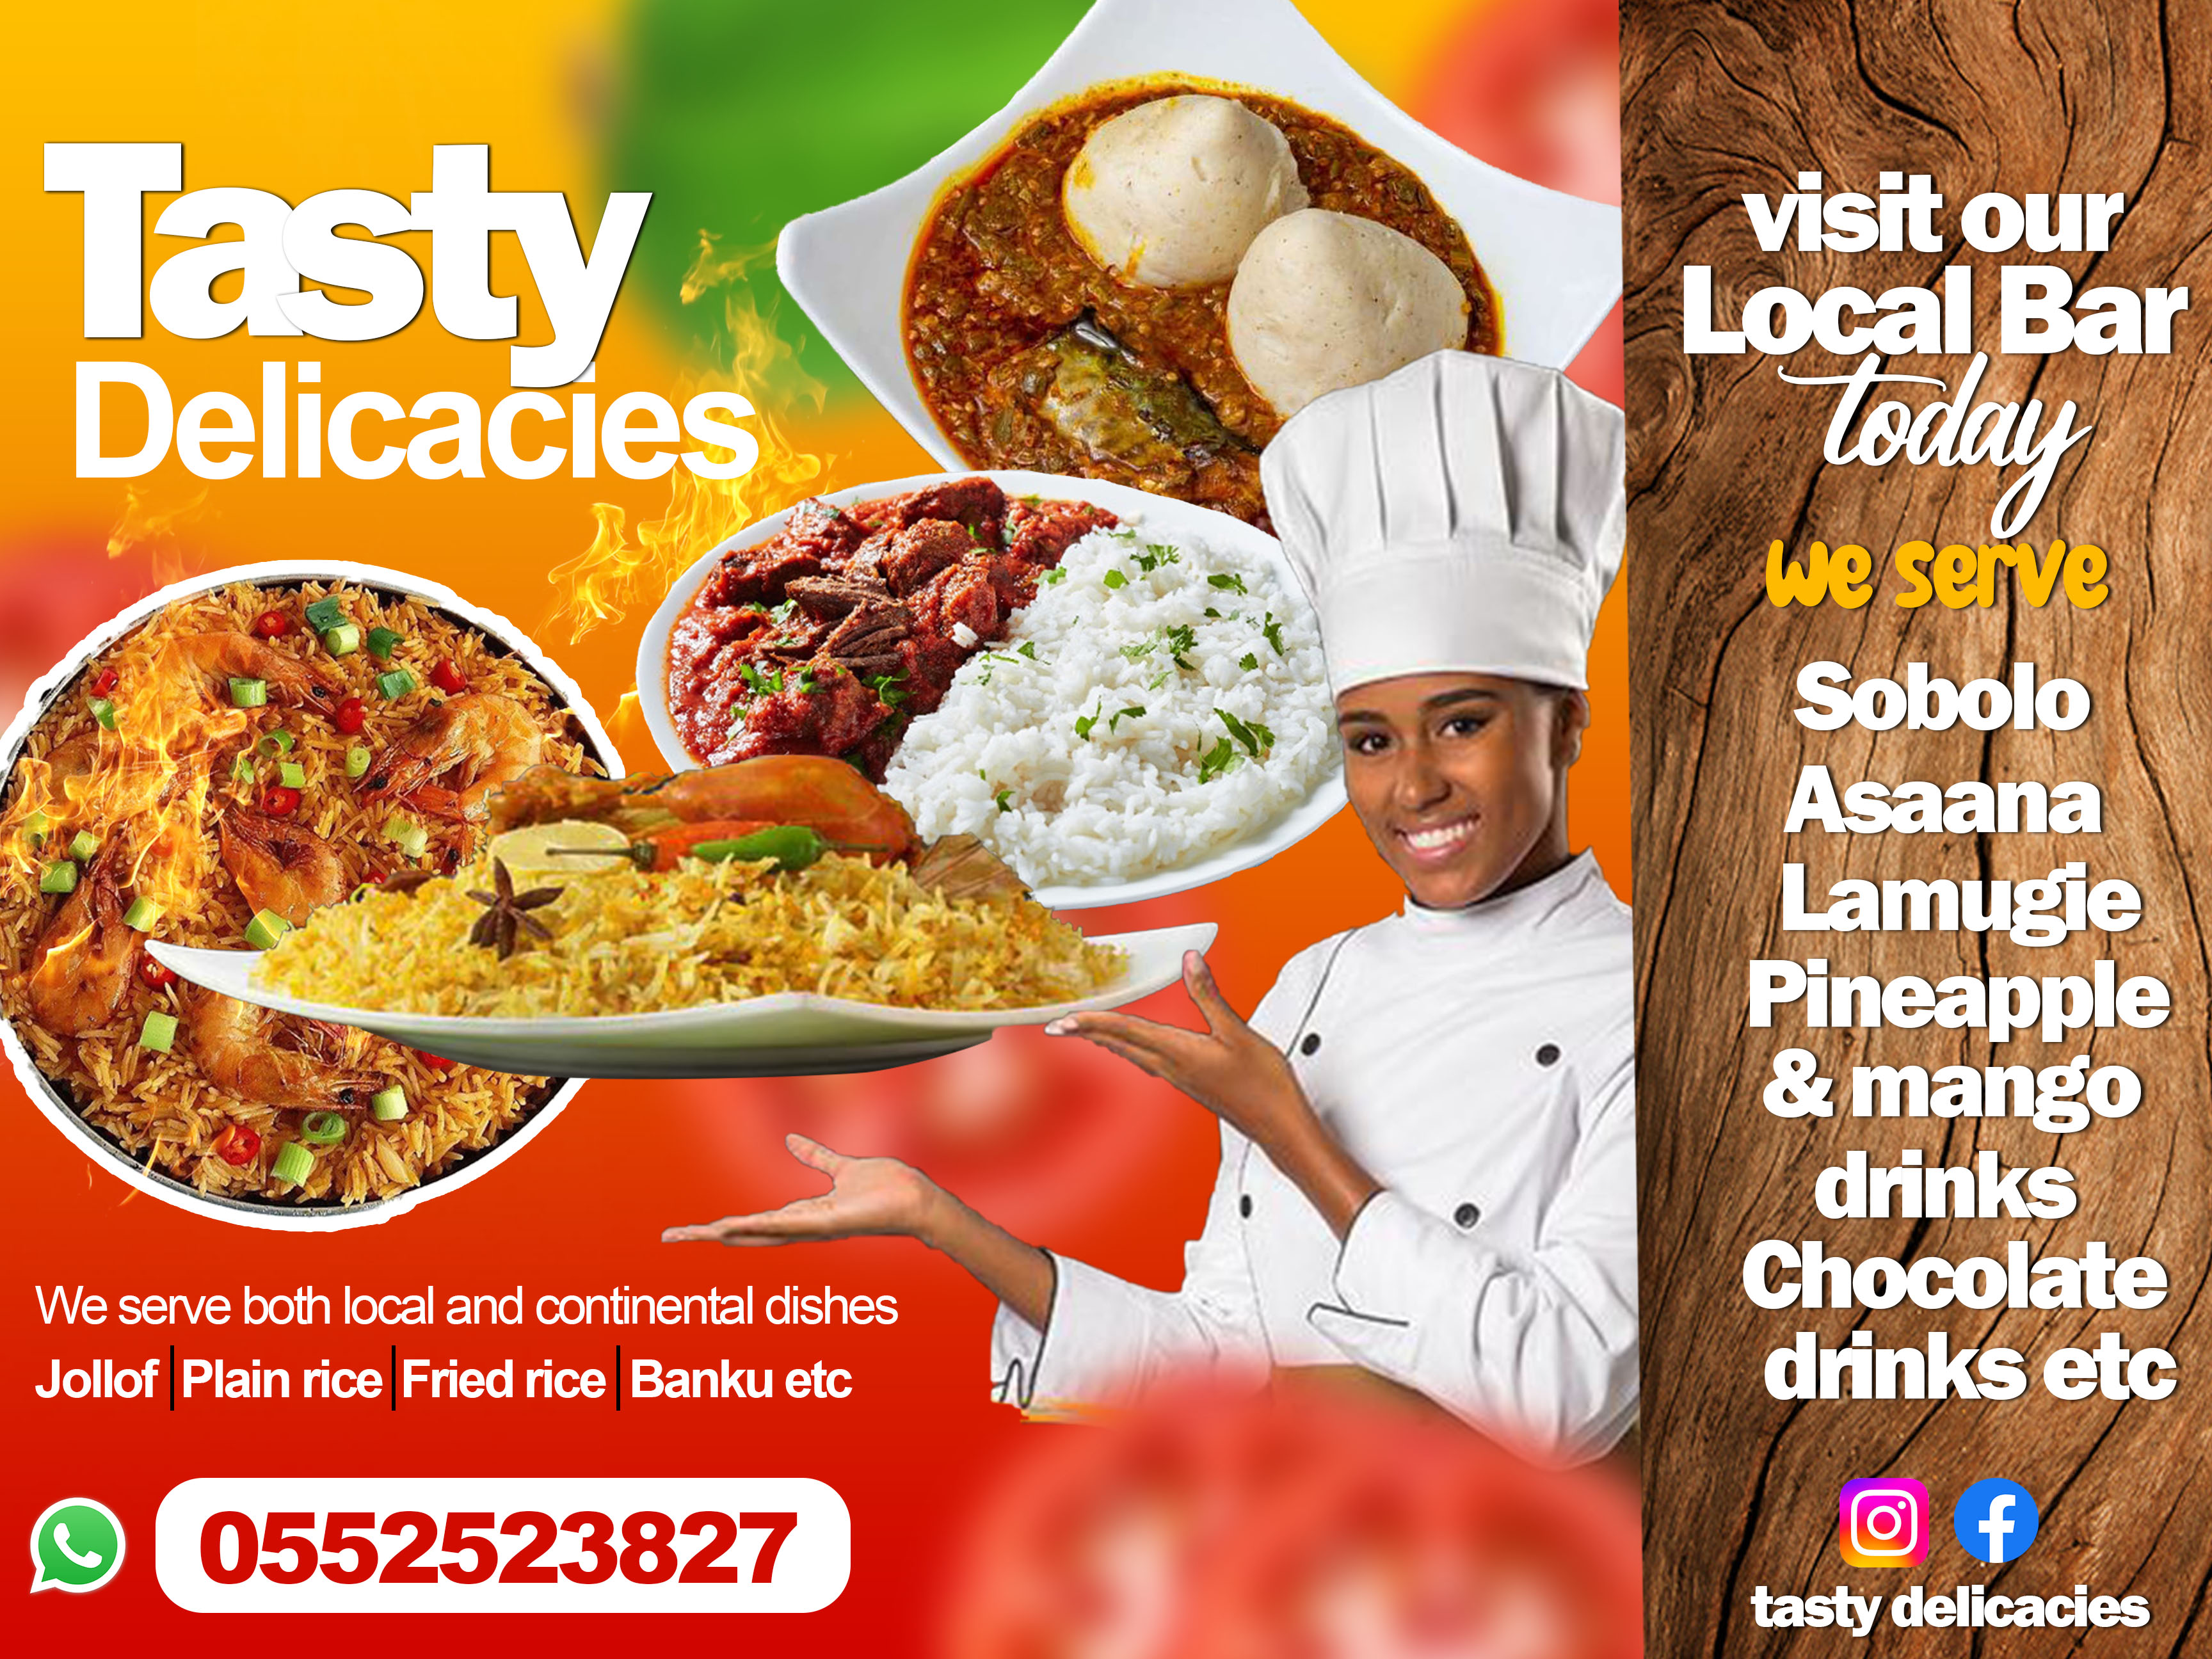 Tasty
Delicacies
We serve both local and continental dishes
Jollof | Plain rice | Fried rice | Banku etc
0552523827
visit our
Local Bar
today
we serve
Sobolo
Asaana
Lamugie
Pineapple
& mango
drinks
Chocolate
drinks etc
tasty delicacies